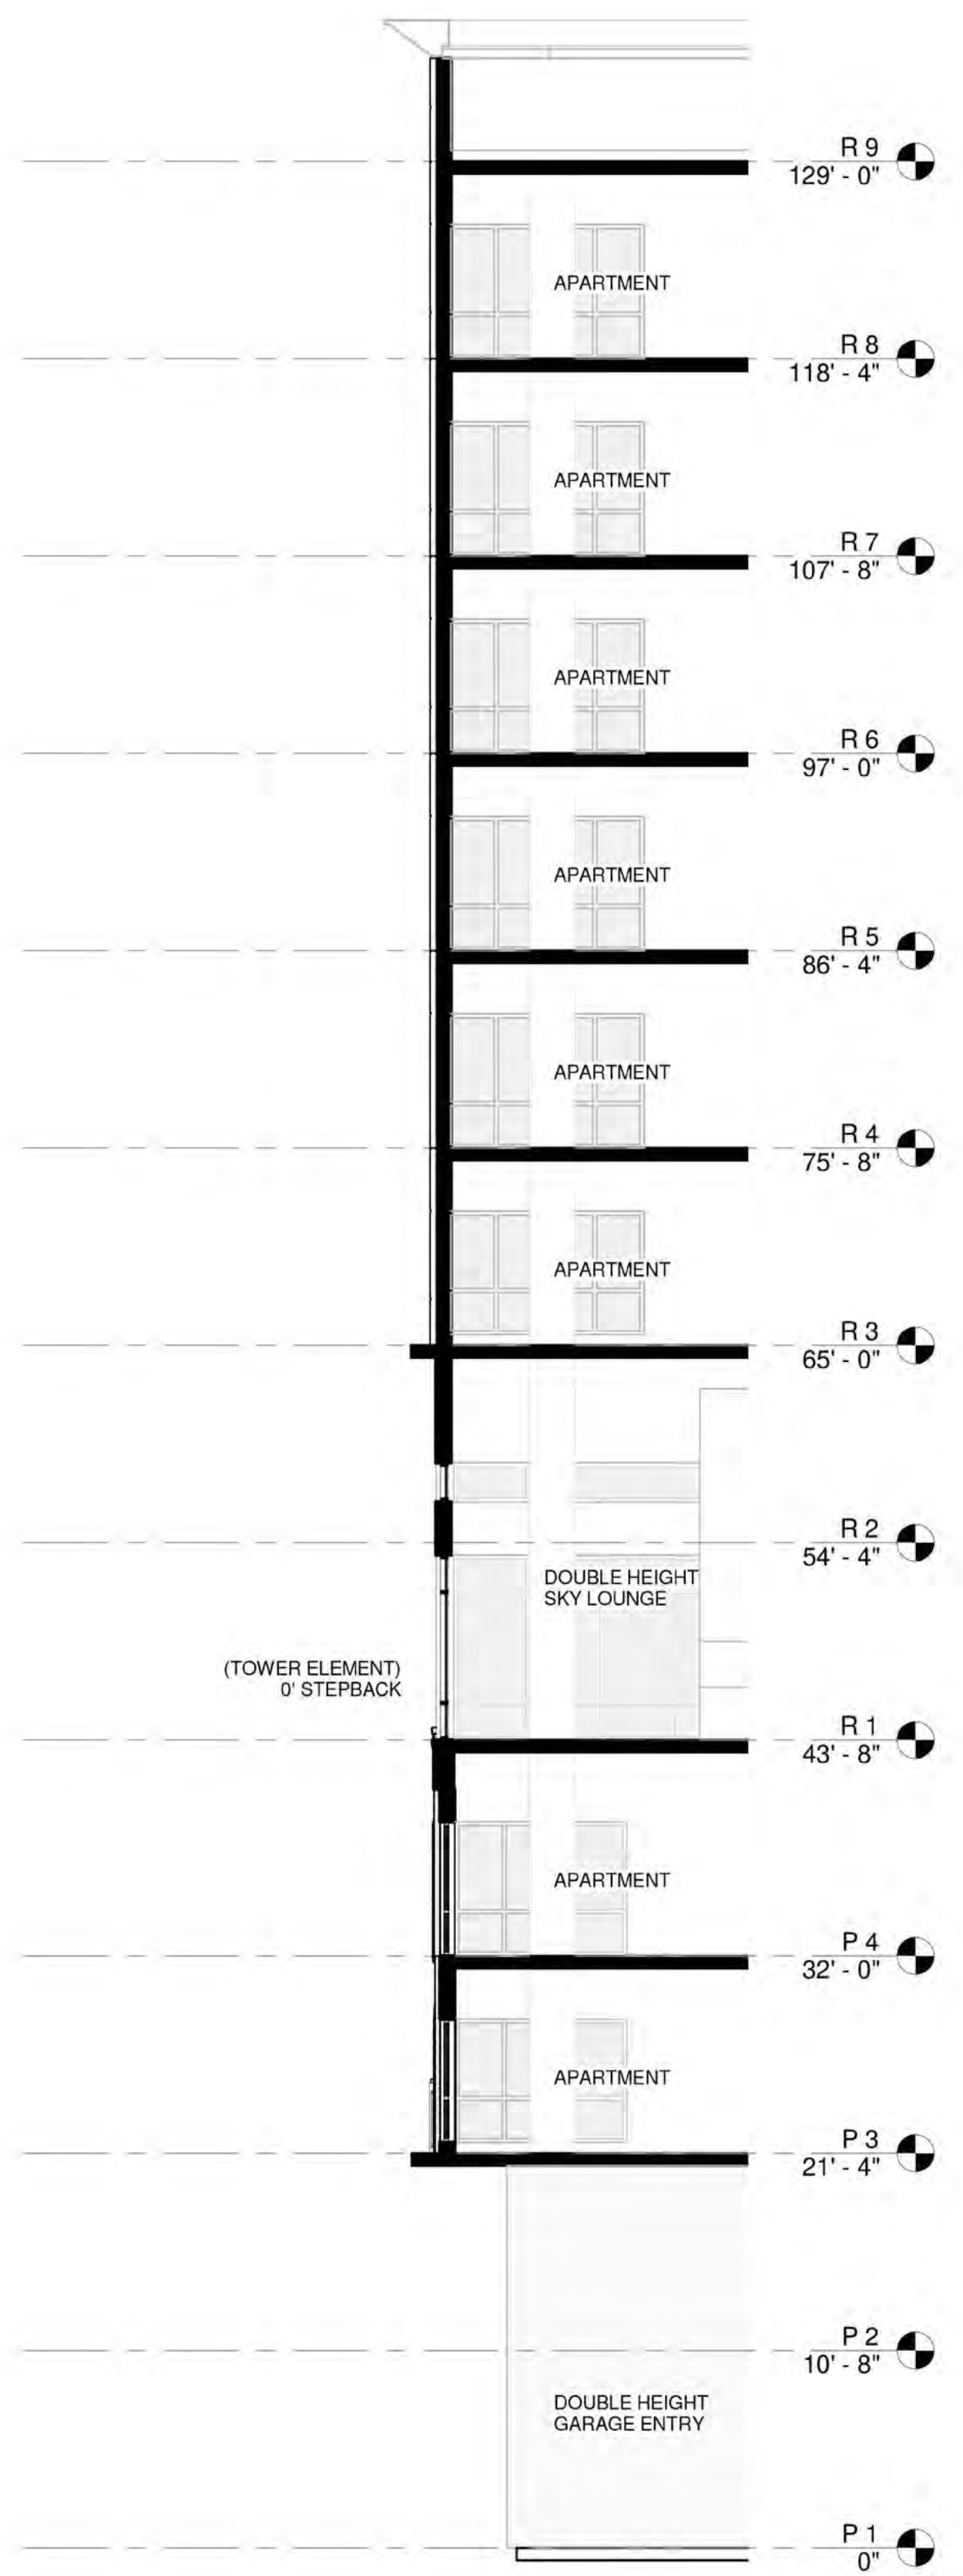 R 9
129' - 0"
APARTMENT
R 8
118' - 4"
APARTMENT
R 7
107' - 8"
APARTMENT
R 6
97' - 0"
APARTMENT
R 5
86' - 4"
APARTMENT
R 4
75' - 8"
APARTMENT
R 3
65' - 0"
R 2
54' - 4"
DOUBLE HEIGHT
SKY LOUNGE
(TOWER ELEMENT)
0' STEPBACK
R 1
43' - 8"
APARTMENT
P 4
32' - 0"
APARTMENT
P 3
21' - 4"
P 2
10' - 8"
DOUBLE HEIGHT
GARAGE ENTRY
P 1
0"